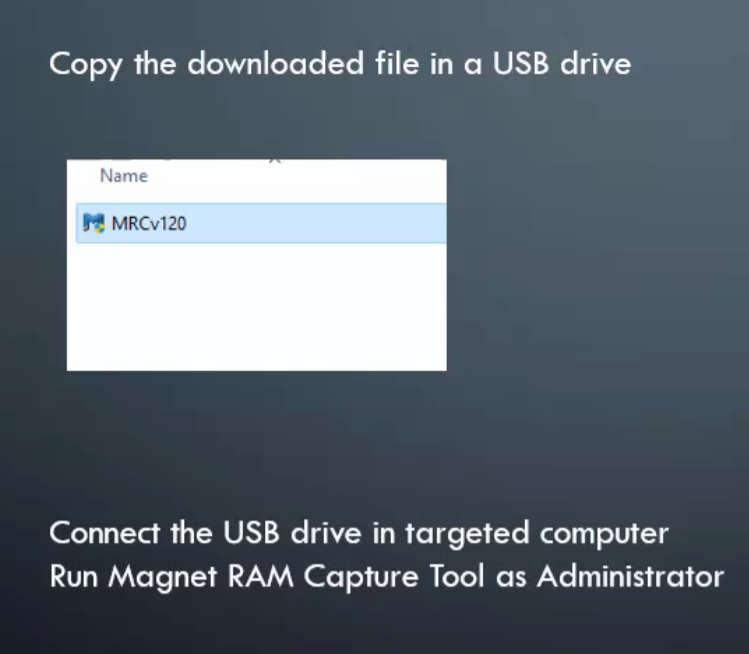 Copy the downloaded file in a USB drive
Name
MRCv120
Connect the USB drive in targeted computer
Run Magnet RAM Capture Tool as Administrator